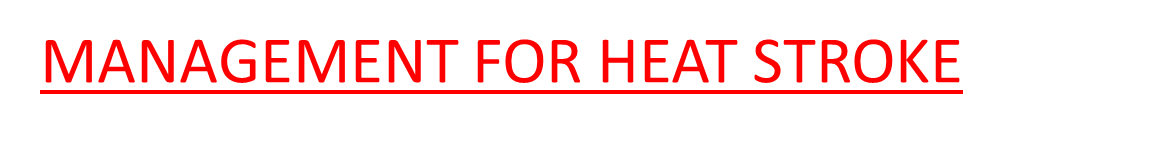 MANAGEMENT FOR HEAT STROKE